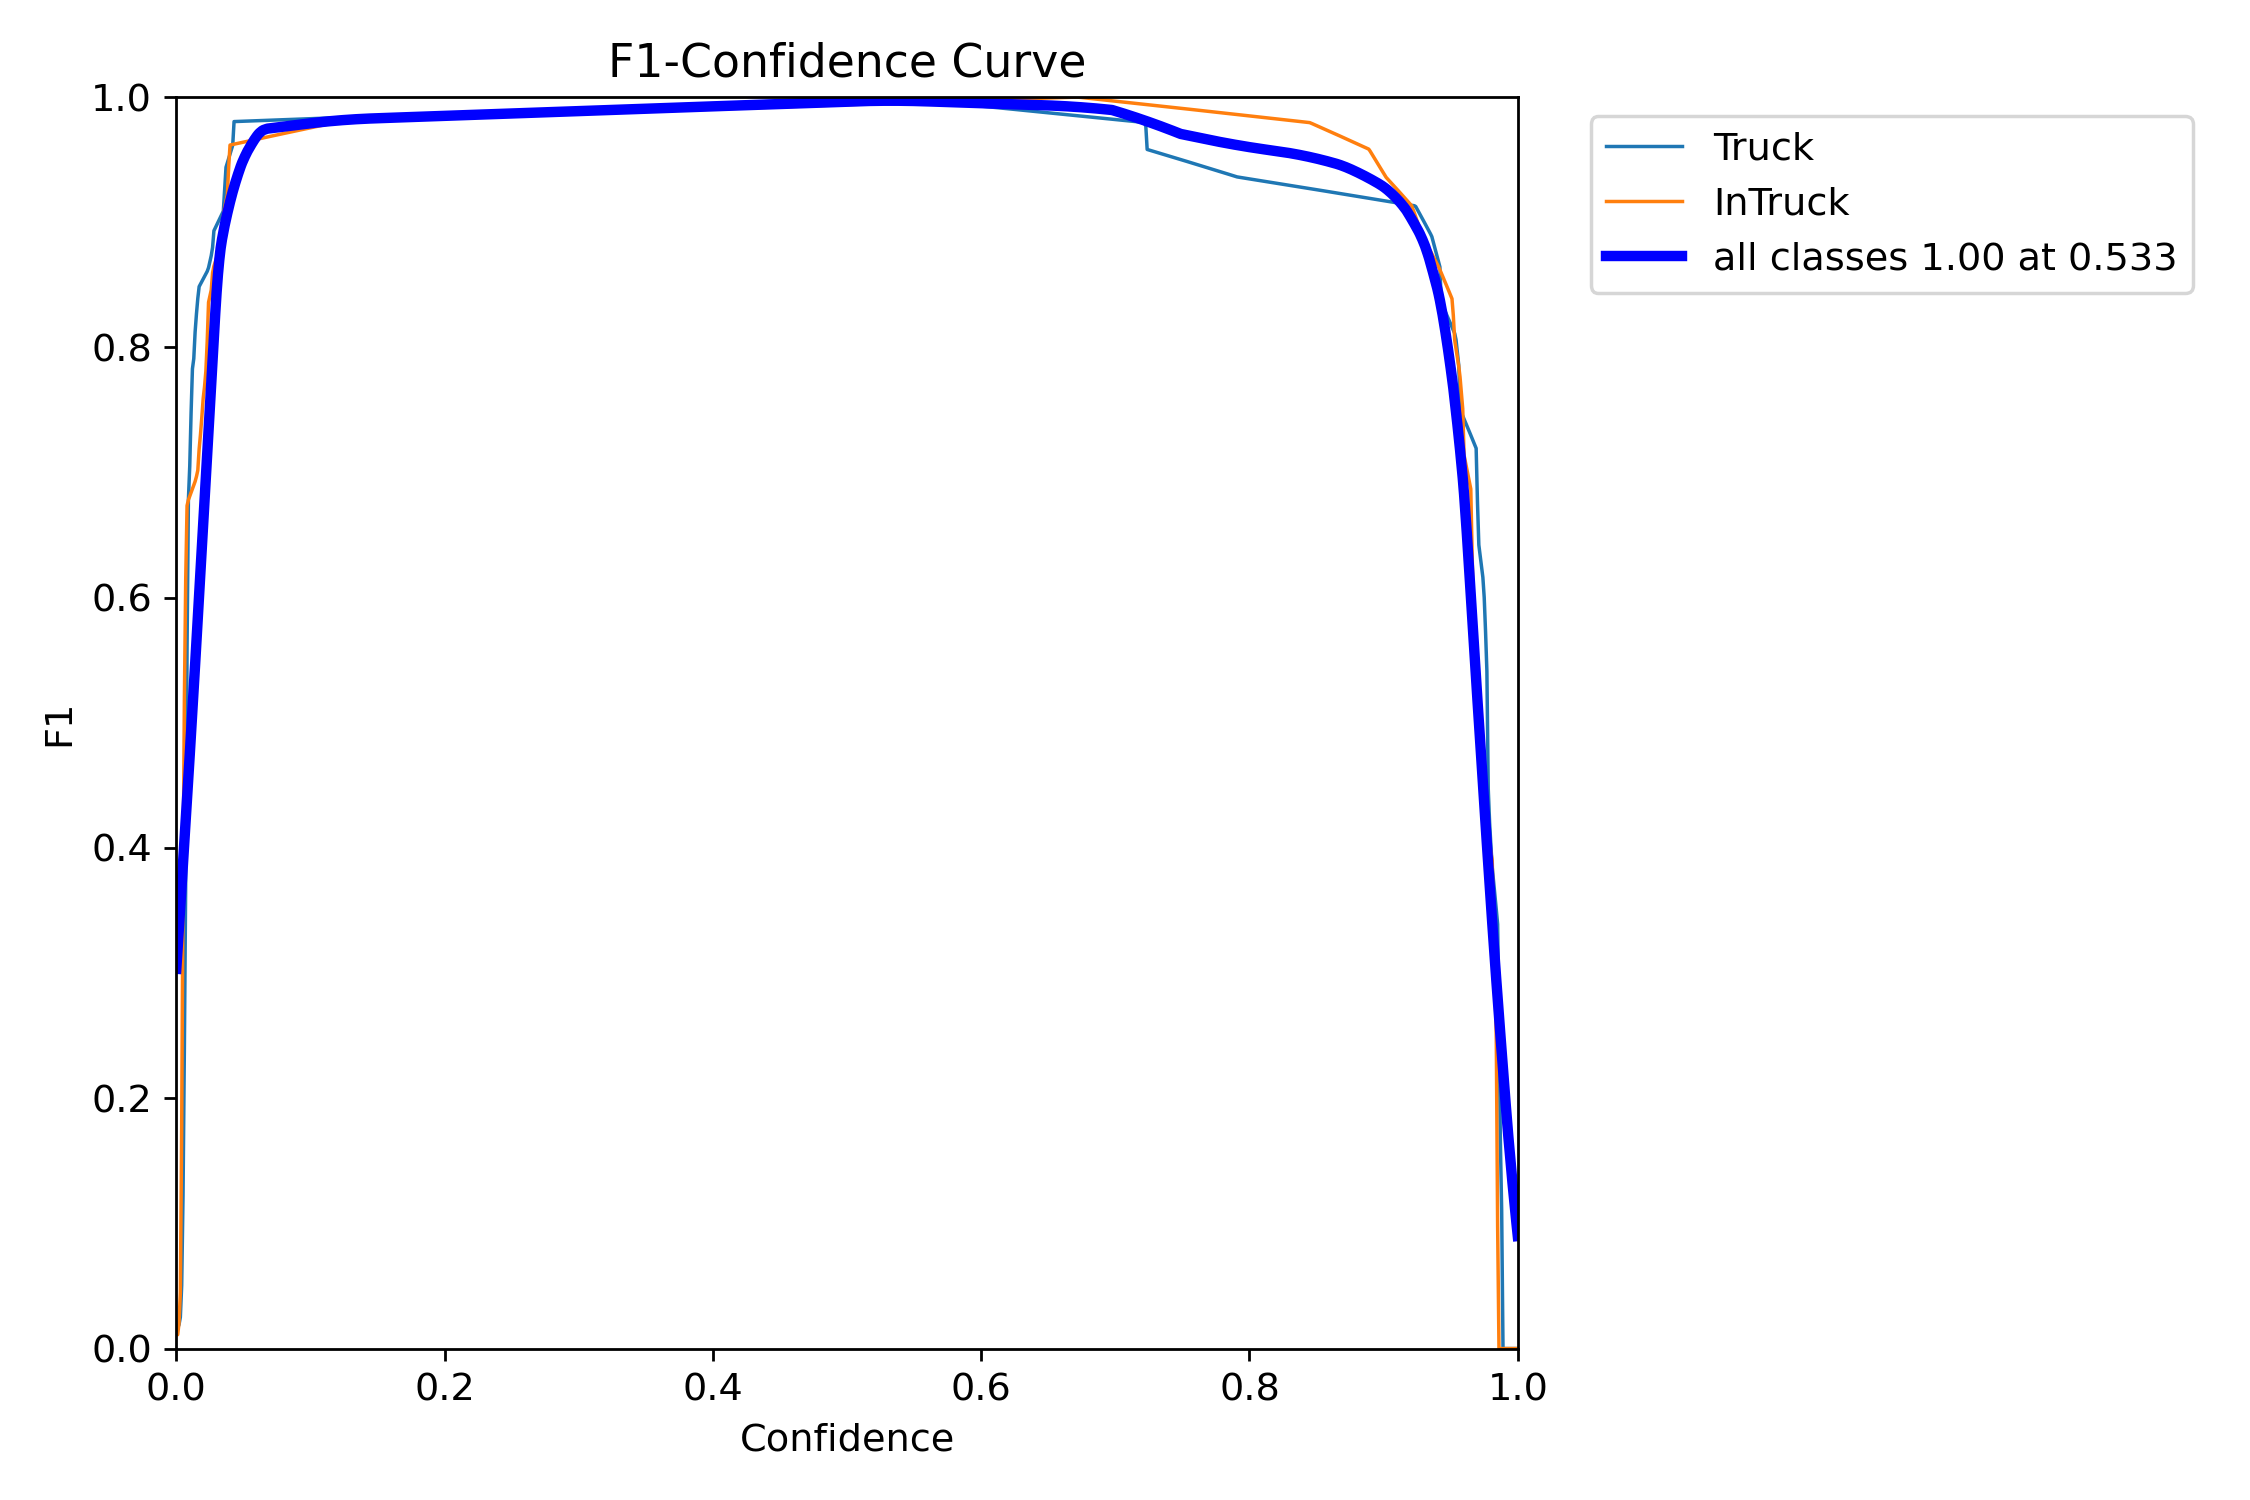 F1-Confidence Curve
1.0
0.8
0.6
0.4
0.2
0.0
F1
0.0 0.2 0.4 0.6 0.8 1.0
Confidence
Truck
InTruck
all classes 1.00 at 0.533